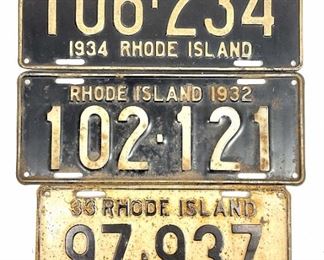 106·234
1934 RHODE ISLAND
RHODE ISLAND 1932
102·121
33 RHODE ISLAND
97·937